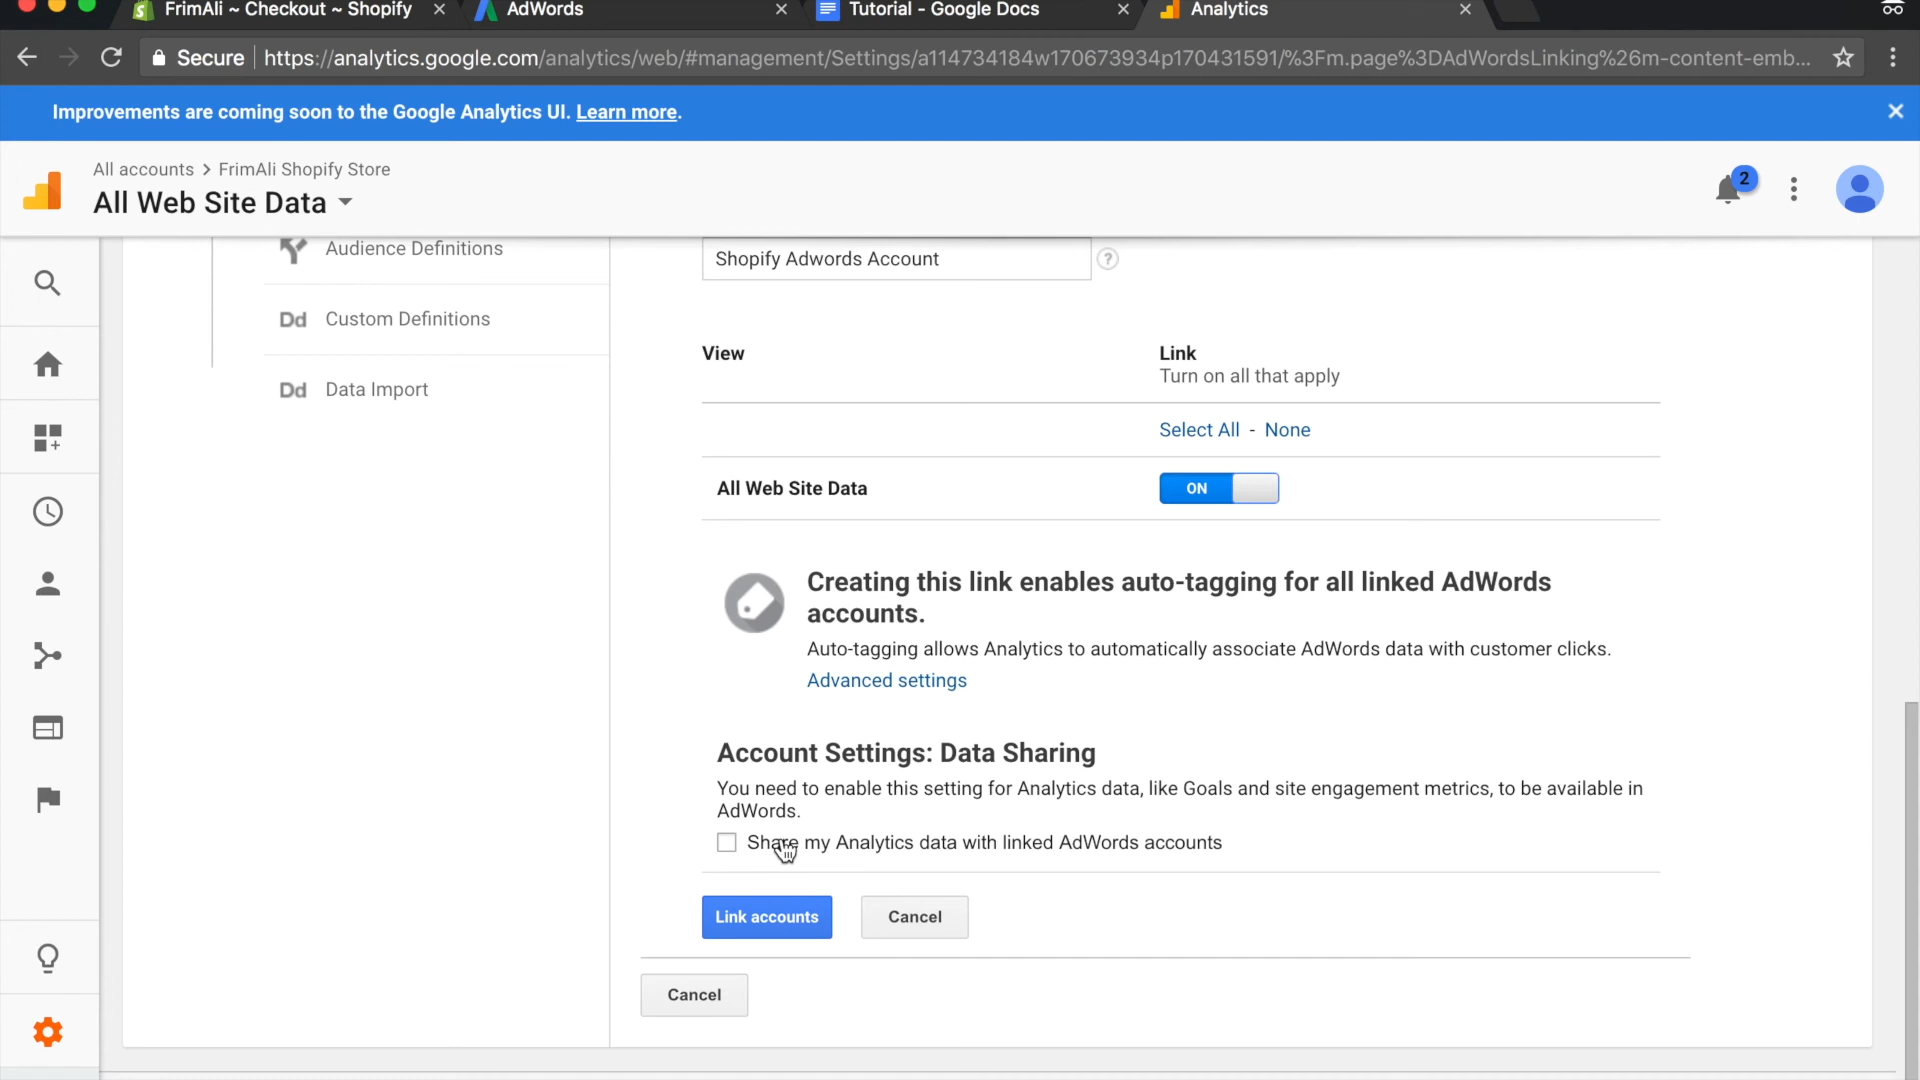 FrimAli ~ Checkout ~ Shopify
AdWords
Tutorial - Google Docs
Analytics
Secure
https://analytics.google.com/analytics/web/#management/Settings/a114734184w170673934p170431591/%3Fm.page%3DAdWordsLinking%26m-content-emb...
Improvements are coming soon to the Google Analytics UI. Learn more.
All accounts > FrimAli Shopify Store
All Web Site Data
2
Audience Definitions
Dd Custom Definitions
Dd Data Import
Shopify Adwords Account
?
View
Link
Turn on all that apply
Select All - None
All Web Site Data
ON
Creating this link enables auto-tagging for all linked AdWords
accounts.
Auto-tagging allows Analytics to automatically associate AdWords data with customer clicks.
Advanced settings
Account Settings: Data Sharing
You need to enable this setting for Analytics data, like Goals and site engagement metrics, to be available in
AdWords.
Share my Analytics data with linked AdWords accounts
Link accounts
Cancel
Cancel